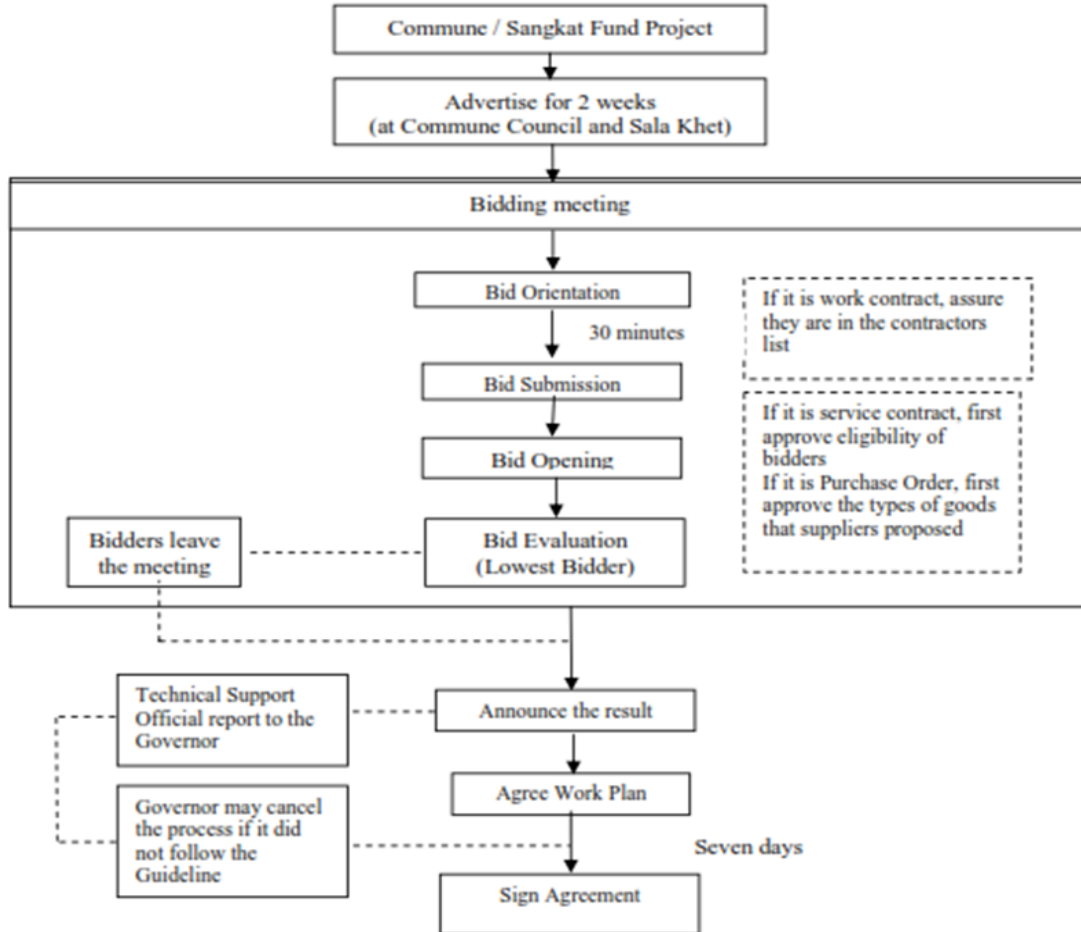 Commune / Sangkat Fund Project
Advertise for 2 weeks
(at Commune Council and Sala Khet)
Bidding meeting
Bid Orientation
30 minutes
If it is work contract, assure
they are in the contractors
list
Bid Submission
Bid Opening
If it is service contract, first
approve eligibility of
bidders
If it is Purchase Order, first
approve the types of goods
that suppliers proposed
Bidders leave
the meeting
Bid Evaluation
(Lowest Bidder)
Technical Support
Official report to the
Governor
Announce the result
Agree Work Plan
Governor may cancel
the process if it did
not follow the
Guideline
Seven days
Sign Agreement